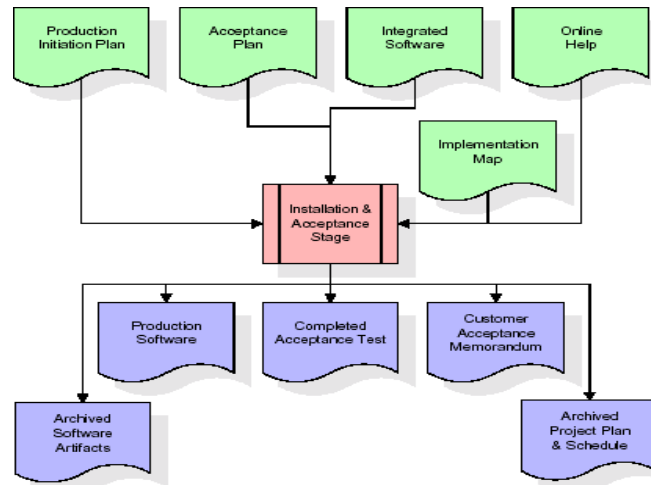 Production
Initiation Plan
Acceptance
Plan
Integrated
Software
Online
Help
Implementation
Map
Installation &
Acceptance
Stage
Production
Software
Completed
Acceptance Test
Customer
Acceptance
Memorandum
Archived
Software
Artifacts
Archived
Project Plan
& Schedule